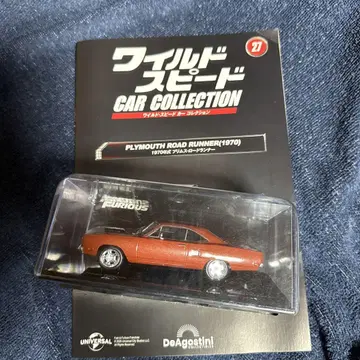 27
ワイルド
スピード
CAR COLLECTION
ワイルド・スピード カー コレクション
PLYMOUTH ROAD RUNNER(1970)
1970年式 プリムス・ロードランナー
FURIOUS
UNIVERSAL
DeAGOSTINI